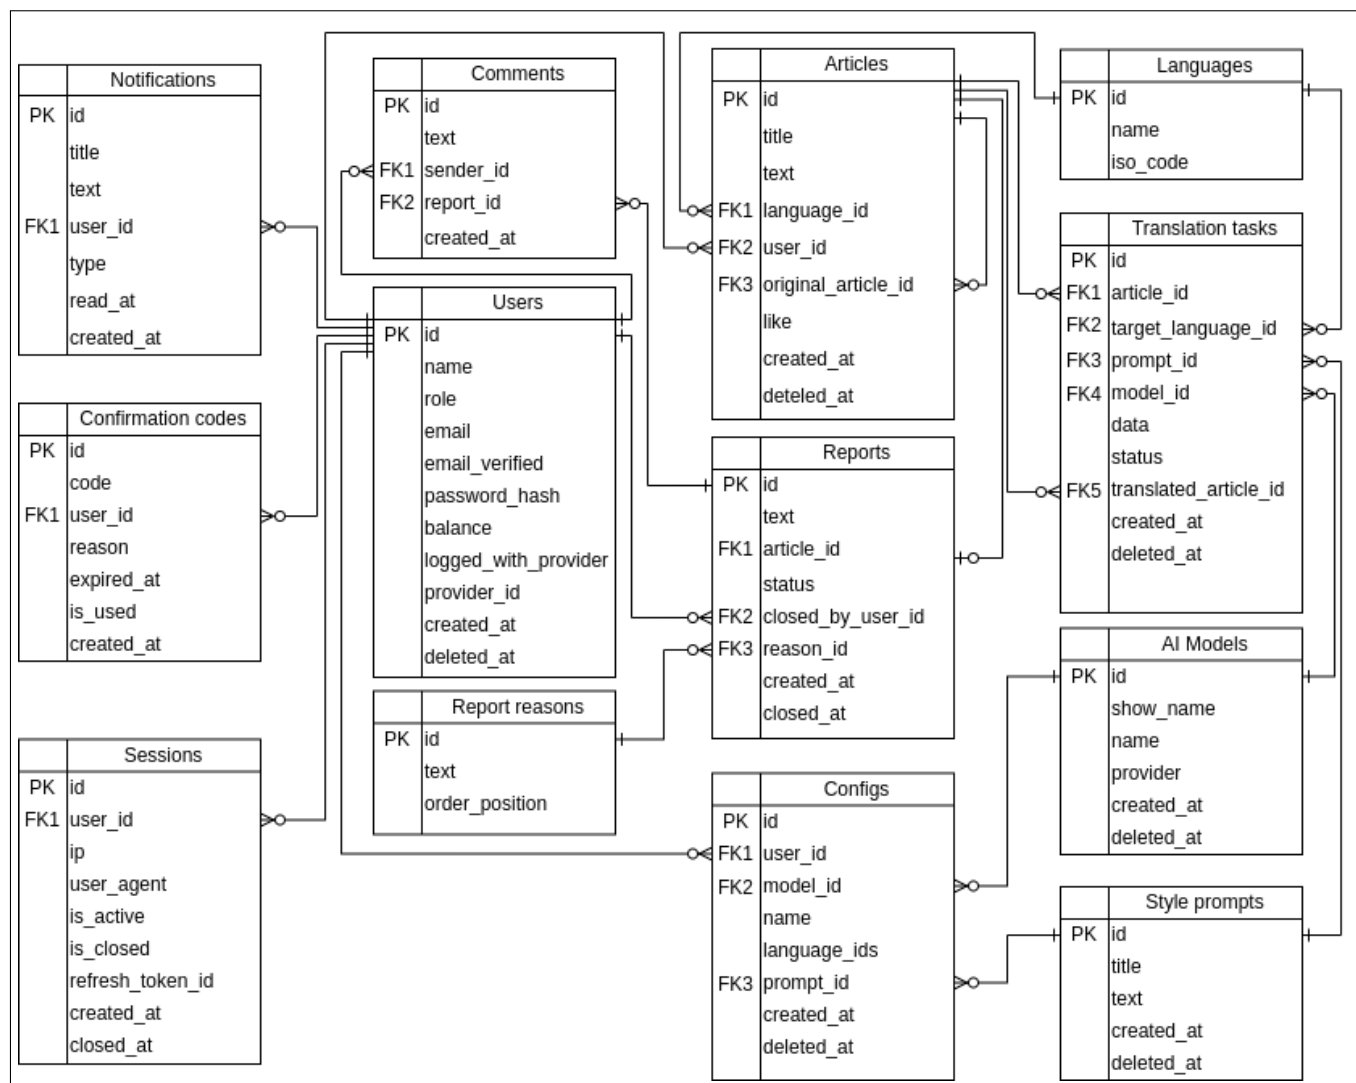 Notifications
PK id
title
text
FK1 user_id
type
read_at
created_at
Confirmation codes
PK id
code
FK1 user_id
reason
expired_at
is_used
created_at
Sessions
PK id
FK1 user_id
ip
user_agent
is_active
is_closed
refresh_token_id
created_at
closed_at
Comments
PK id
text
FK1 sender_id
FK2 report_id
created_at
Users
PK id
name
role
email
email_verified
password_hash
balance
logged_with_provider
provider_id
created_at
deleted_at
Report reasons
PK id
text
order_position
Articles
PK id
title
text
FK1 language_id
FK2 user_id
FK3 original_article_id
like
created_at
deteled_at
Reports
PK id
text
FK1 article_id
status
FK2 closed_by_user_id
FK3 reason_id
created_at
closed_at
Configs
PK id
FK1 user_id
FK2 model_id
name
language_ids
FK3 prompt_id
created_at
deleted_at
Languages
PK id
name
iso_code
Translation tasks
PK id
FK1 article_id
FK2 target_language_id
FK3 prompt_id
FK4 model_id
data
status
FK5 translated_article_id
created_at
deleted_at
AI Models
PK id
show_name
name
provider
created_at
deleted_at
Style prompts
PK id
title
text
created_at
deleted_at